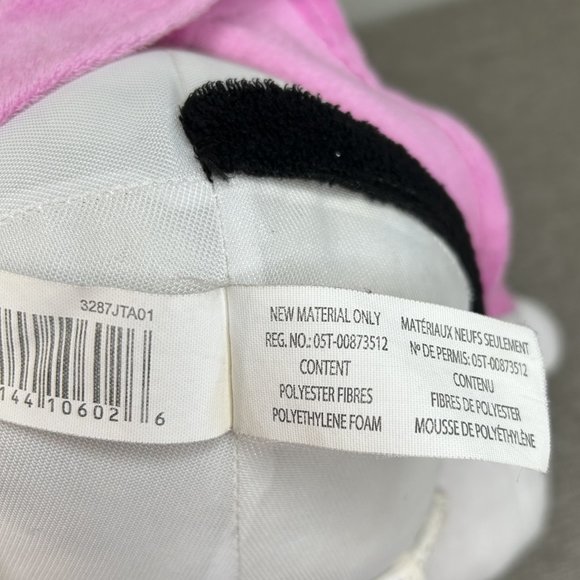 3287JTA01
14410602 6
NEW MATERIAL ONLY
REG. NO.: 05T-00873512
CONTENT
POLYESTER FIBRES
POLYETHYLENE FOAM
MATÉRIAUX NEUFS SEULEMENT
Nº DE PERMIS: 05T-00873512
CONTENU
FIBRES DE POLYESTER
MOUSSE DE POLYÉTHYLÈNE